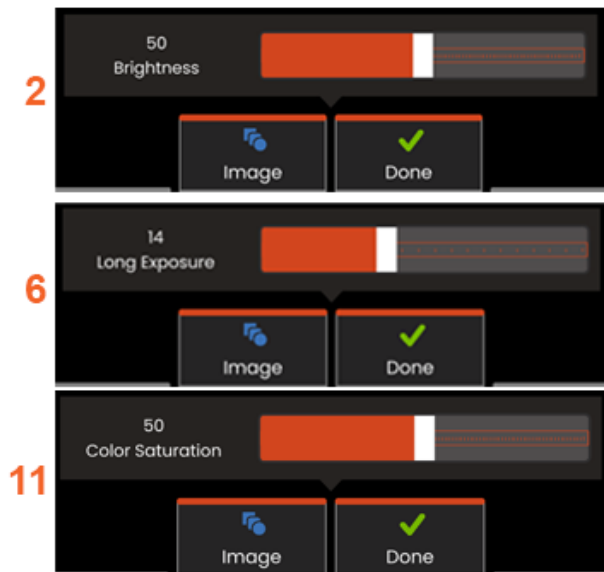 2
50
Brightness
Image Done
6
14
Long Exposure
Image Done
11
50
Color Saturation
Image Done